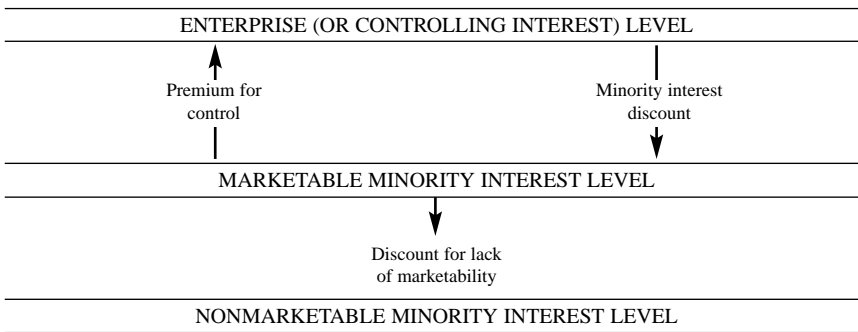 ENTERPRISE (OR CONTROLLING INTEREST) LEVEL
Premium for
control
Minority interest
discount
MARKETABLE MINORITY INTEREST LEVEL
Discount for lack
of marketability
NONMARKETABLE MINORITY INTEREST LEVEL